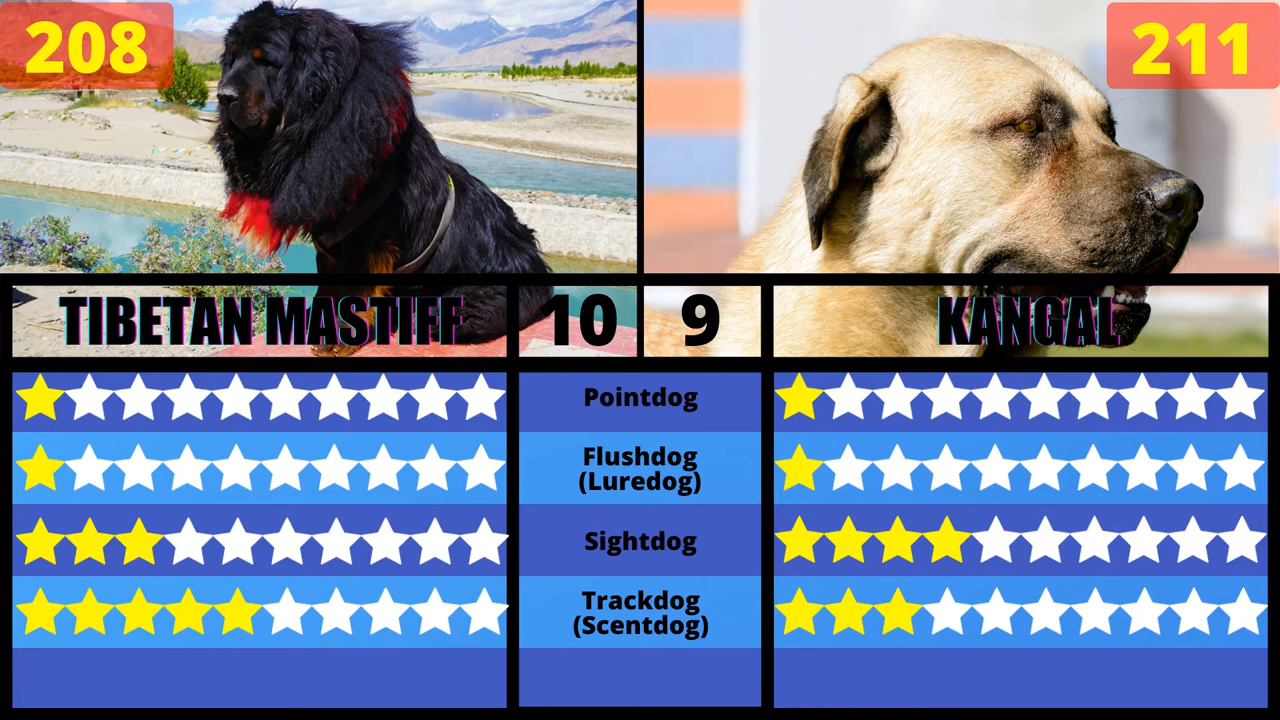 208
211
TIBETAN MASTIFF
10
9
KANGAL
Pointdog
Flushdog
(Luredog)
Sightdog
Trackdog
(Scentdog)